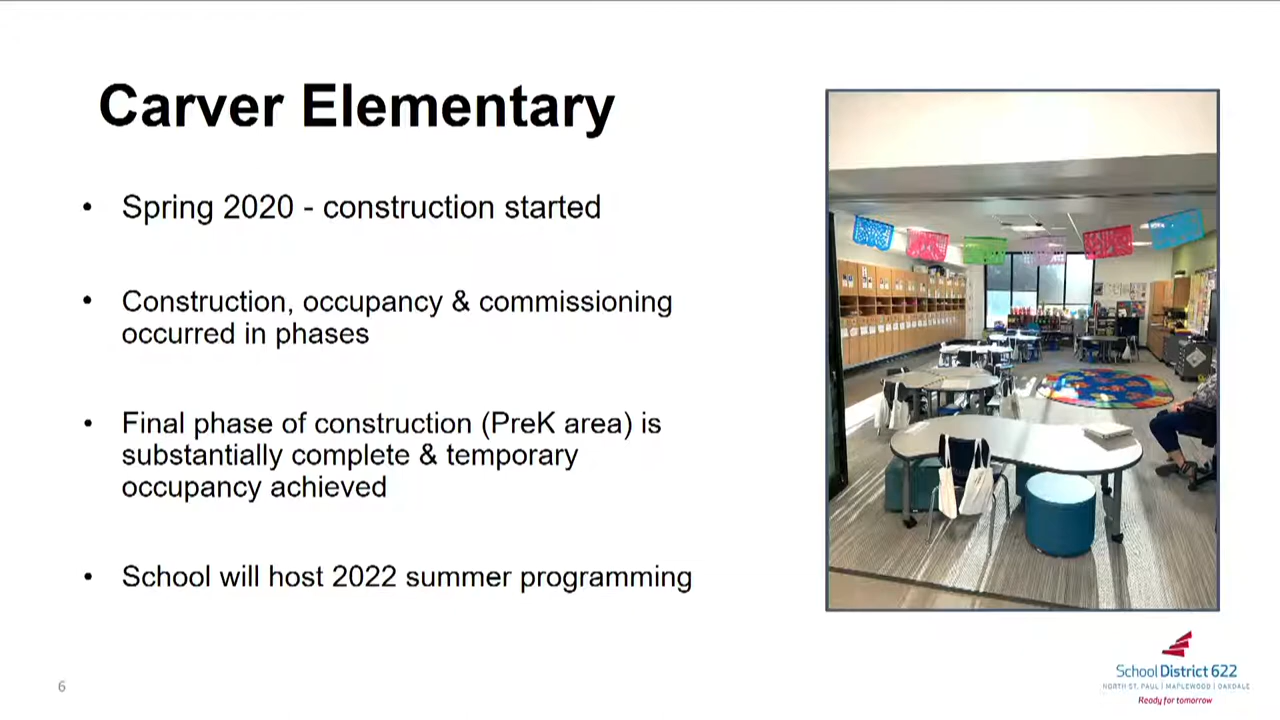 Carver Elementary
• Spring 2020 - construction started
• Construction, occupancy & commissioning
occurred in phases
• Final phase of construction (PreK area) is
substantially complete & temporary
occupancy achieved
• School will host 2022 summer programming
6
School District 622
NORTH ST. PAUL | MAPLEWOOD | OAKDALE
Ready for tomorrow